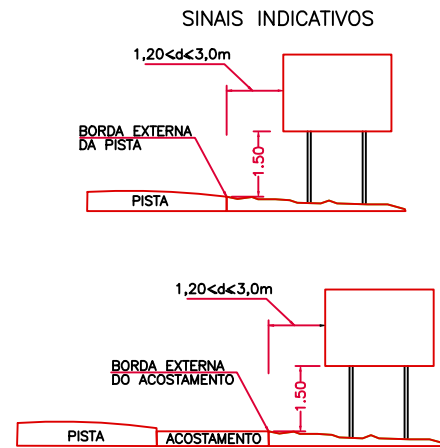 SINAIS INDICATIVOS
1,20<d<3,0m
BORDA EXTERNA
DA PISTA
1.50
PISTA
1,20<d<3,0m
BORDA EXTERNA
DO ACOSTAMENTO
1.50
PISTA
ACOSTAMENTO